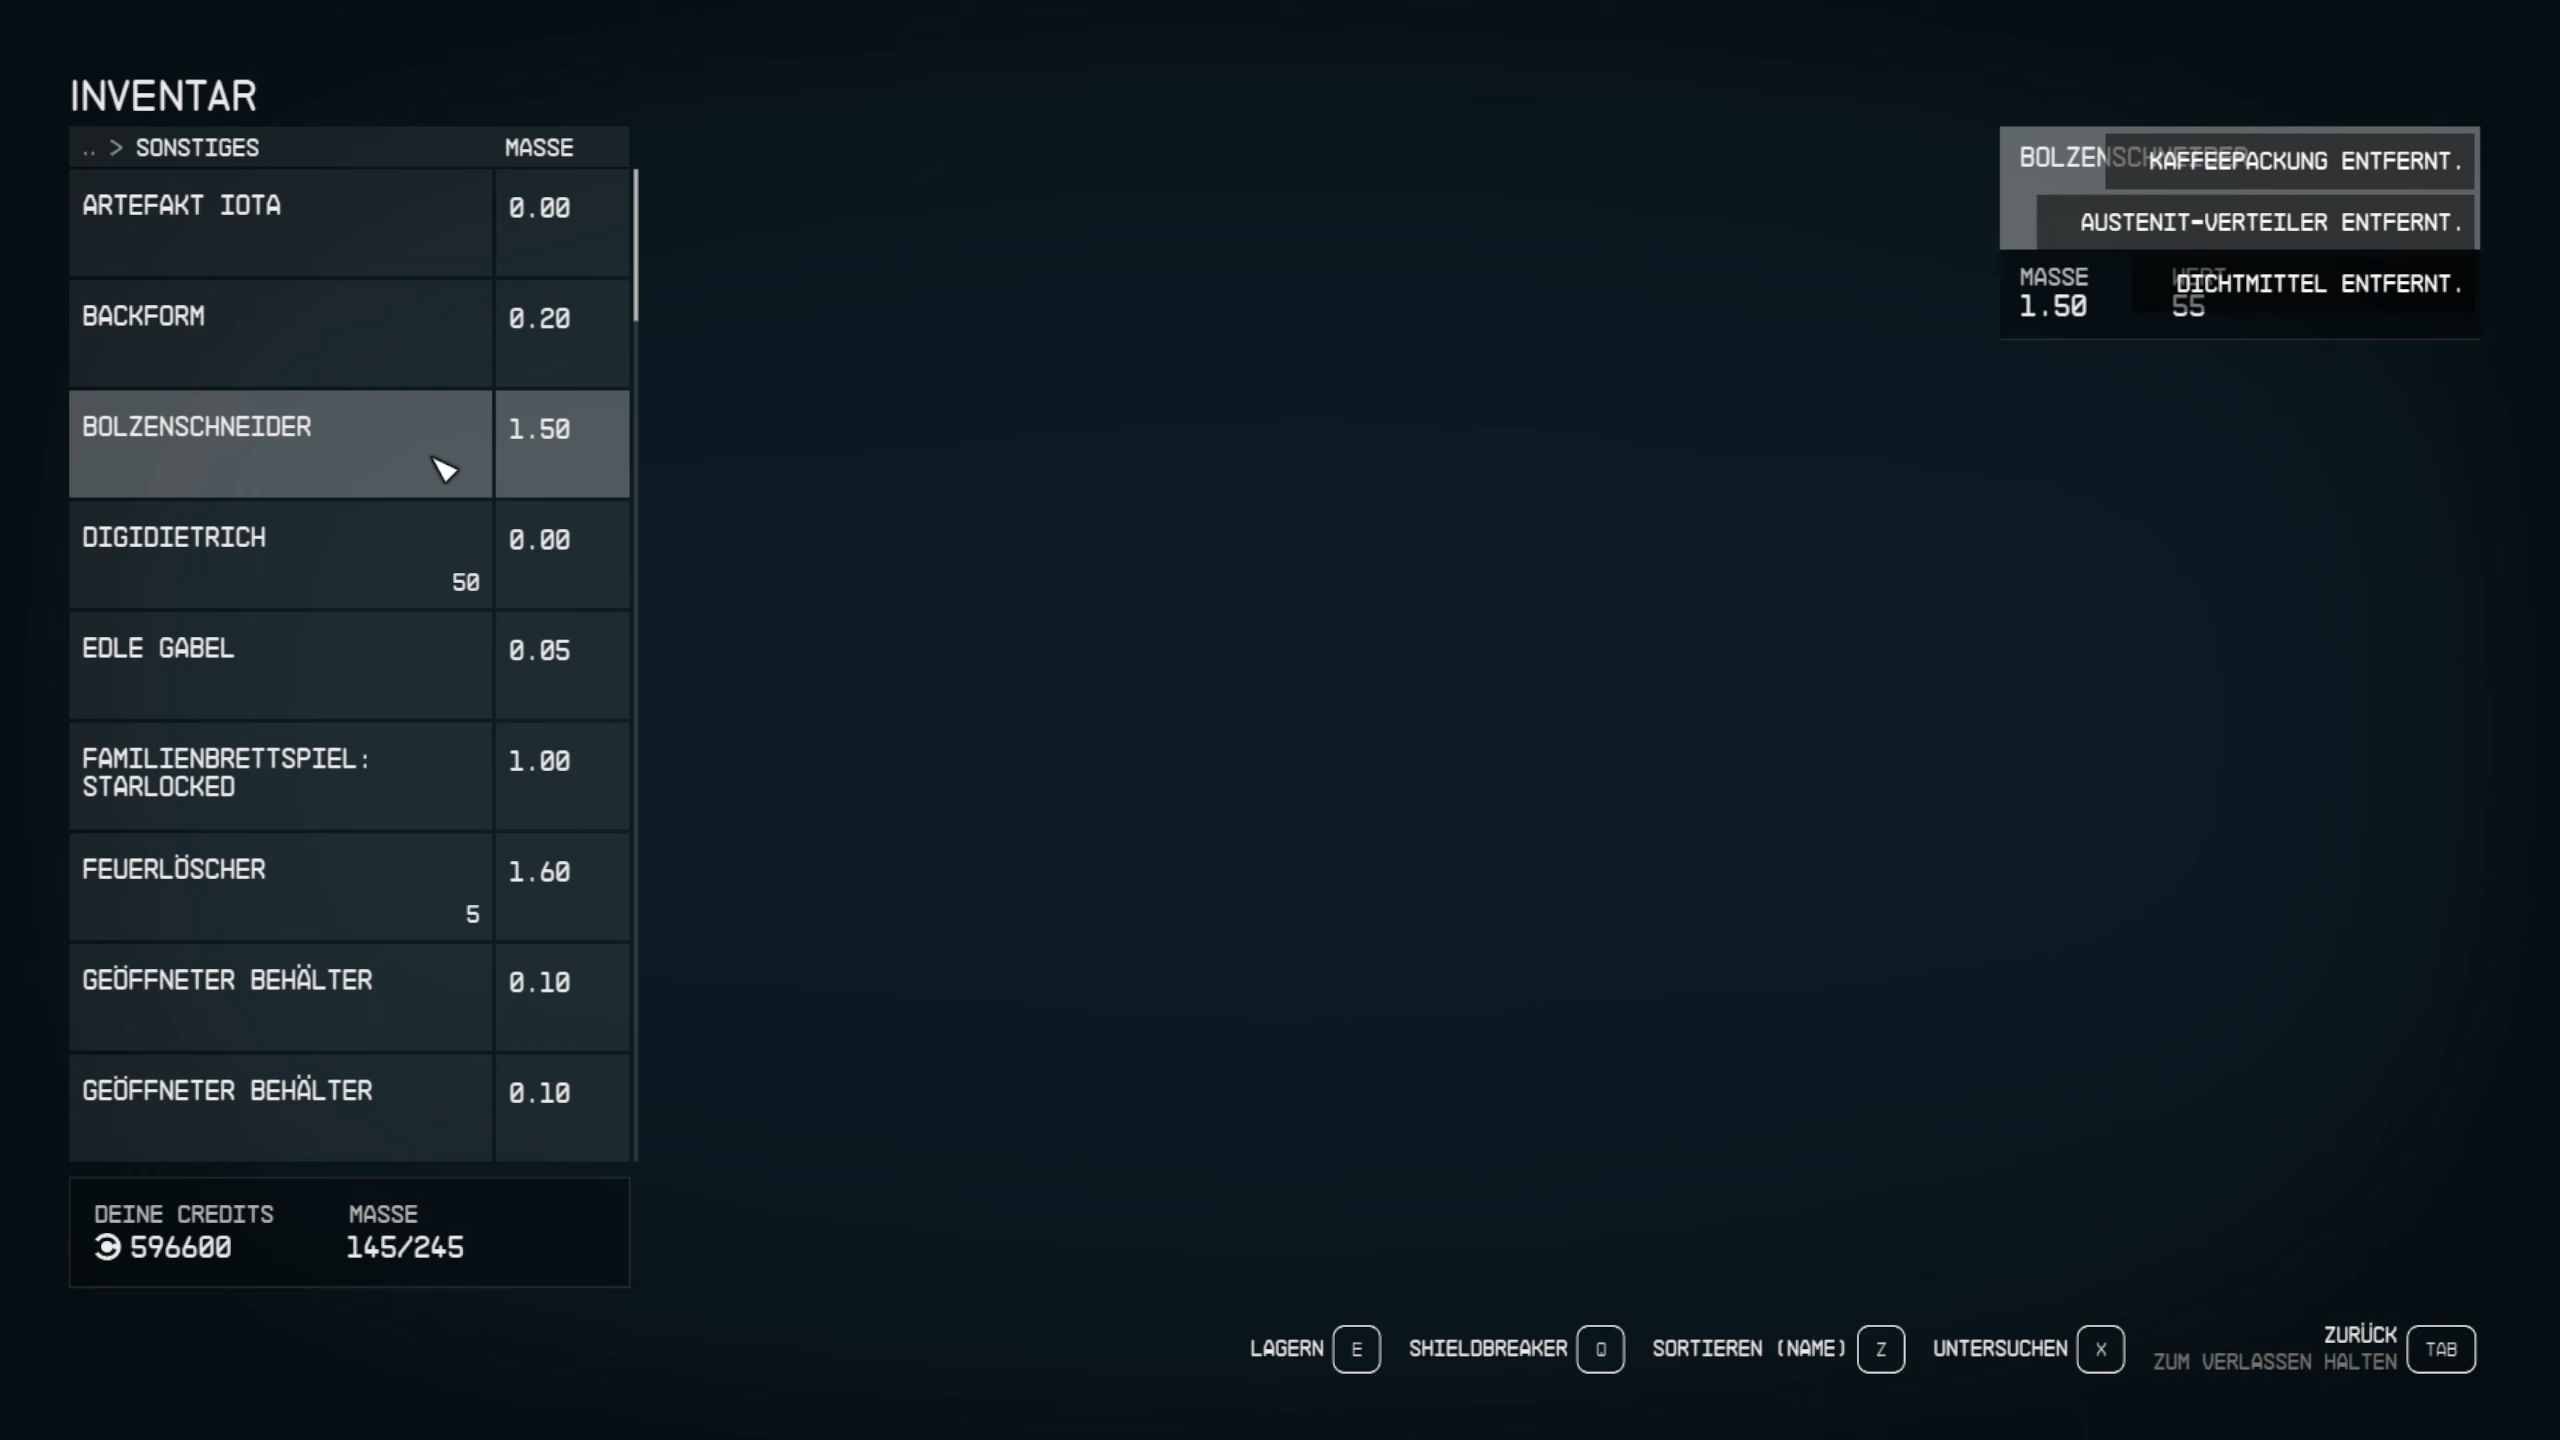 INVENTAR
.. > SONSTIGES MASSE
ARTEFAKT IOTA 0.00
BACKFORM 0.20
BOLZENSCHNEIDER 1.50
DIGIDIETRICH 0.00
50
EDLE GABEL 0.05
FAMILIENBRETTSPIEL: 1.00
STARLOCKED
FEUERLÖSCHER 1.60
5
GEÖFFNETER BEHÄLTER 0.10
GEÖFFNETER BEHÄLTER 0.10
DEINE CREDITS MASSE
596600 145/245
BOLZENSCHNEIDER
KAFFEEPACKUNG ENTFERNT.
AUSTENIT-VERTEILER ENTFERNT.
MASSE WERT
DICHTMITTEL ENTFERNT.
1.50 55
LAGERN E SHIELDBREAKER Q SORTIEREN (NAME) Z UNTERSUCHEN X ZURÜCK TAB
ZUM VERLASSEN HALTEN